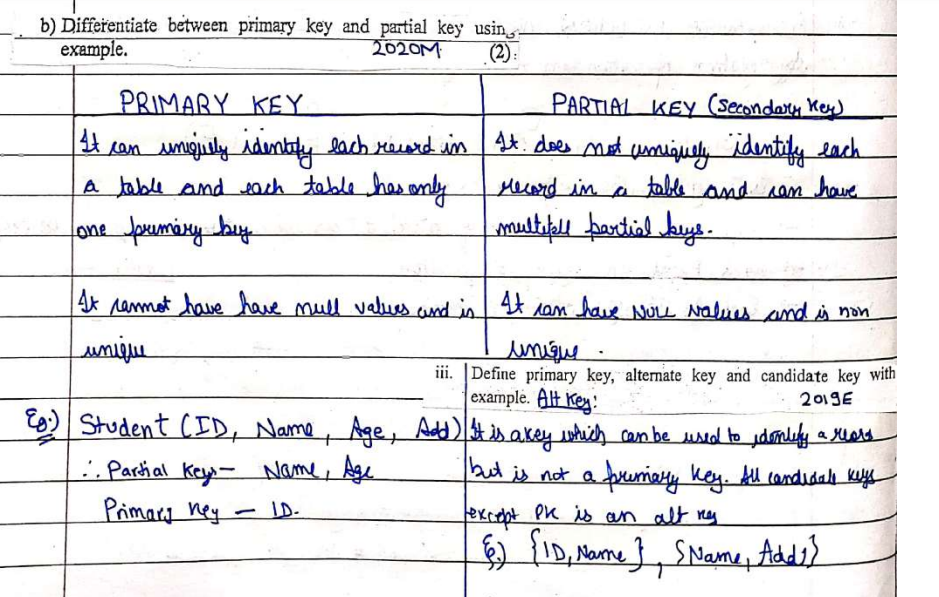 b) Differentiate between primary key and partial key usin
example. 2020M (2)
PRIMARY KEY
It can uniquely identify each record in
a table and each table has only
one primary key
It cannot have have null values and is
unique
PARTIAL KEY (Secondary Key)
It does not uniquely identify each
record in a table and can have
multipell partial keys.
It can have NULL values and is non
unique.
Eg:) Student (ID, Name, Age, Add)
∴ Partial Keys- Name, Age
Primary Key - ID.
iii. Define primary key, alternate key and candidate key with
example. Alt Key: 2019E
It is a key which can be used to identify a
but is not a primary key. All candidate keys
except PK is an alt key
{ID, Name}, {Name, Add}